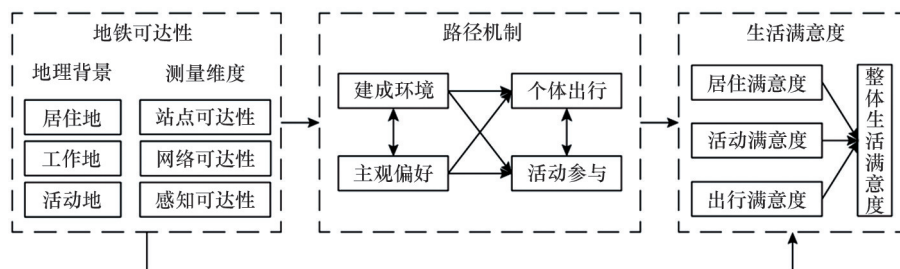 地铁可达性
地理背景
测量维度
居住地
站点可达性
工作地
网络可达性
活动地
感知可达性
路径机制
建成环境
个体出行
主观偏好
活动参与
生活满意度
居住满意度
活动满意度
出行满意度
整体生活满意度